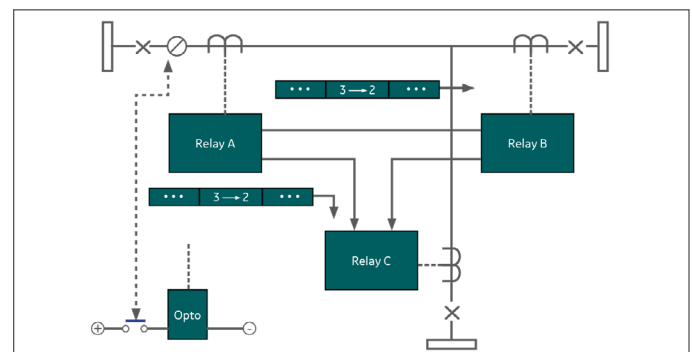 ... 3→2 ...
Relay A
Relay B
... 3→2 ...
Relay C
Opto
+ -